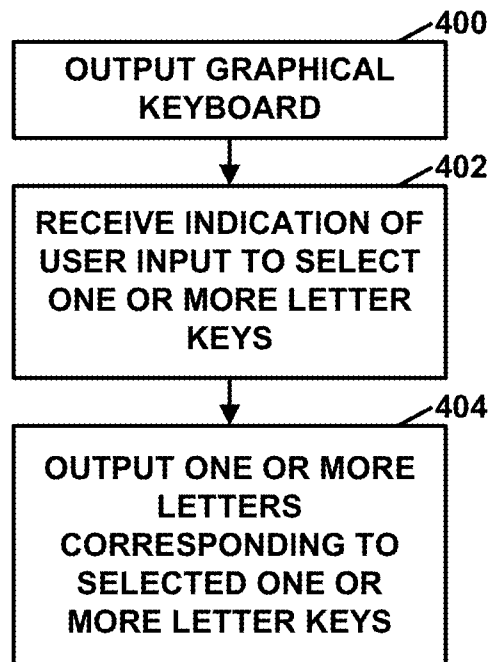 400
OUTPUT GRAPHICAL
KEYBOARD
402
RECEIVE INDICATION OF
USER INPUT TO SELECT
ONE OR MORE LETTER
KEYS
404
OUTPUT ONE OR MORE
LETTERS
CORRESPONDING TO
SELECTED ONE OR
MORE LETTER KEYS